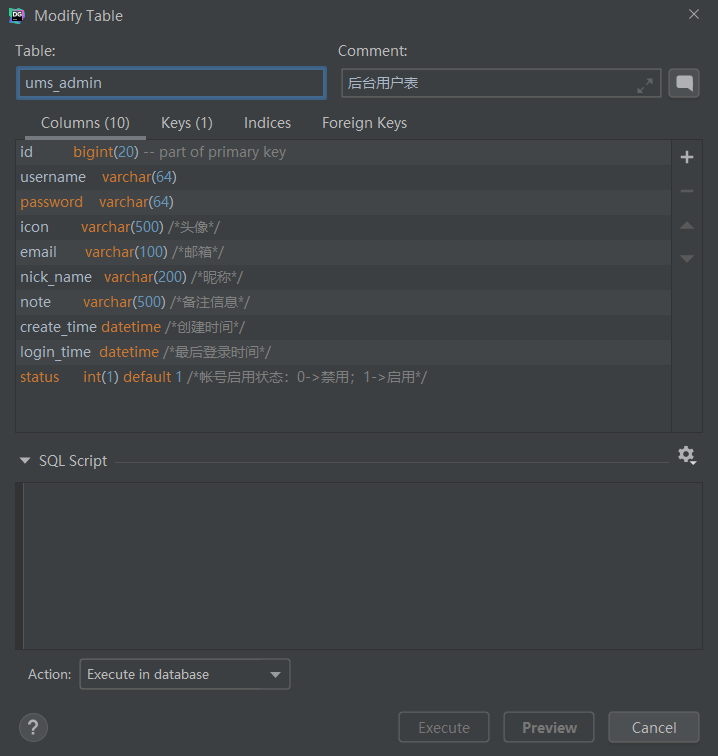 DG
Modify Table
Table:
Comment:
ums_admin
后台用户表
Columns (10)
Keys (1)
Indices
Foreign Keys
id bigint(20) -- part of primary key
username varchar(64)
password varchar(64)
icon varchar(500) /*头像*/
email varchar(100) /*邮箱*/
nick_name varchar(200) /*昵称*/
note varchar(500) /*备注信息*/
create_time datetime /*创建时间*/
login_time datetime /*最后登录时间*/
status int(1) default 1 /*帐号启用状态：0->禁用；1->启用*/
SQL Script
Action:
Execute in database
?
Execute
Preview
Cancel